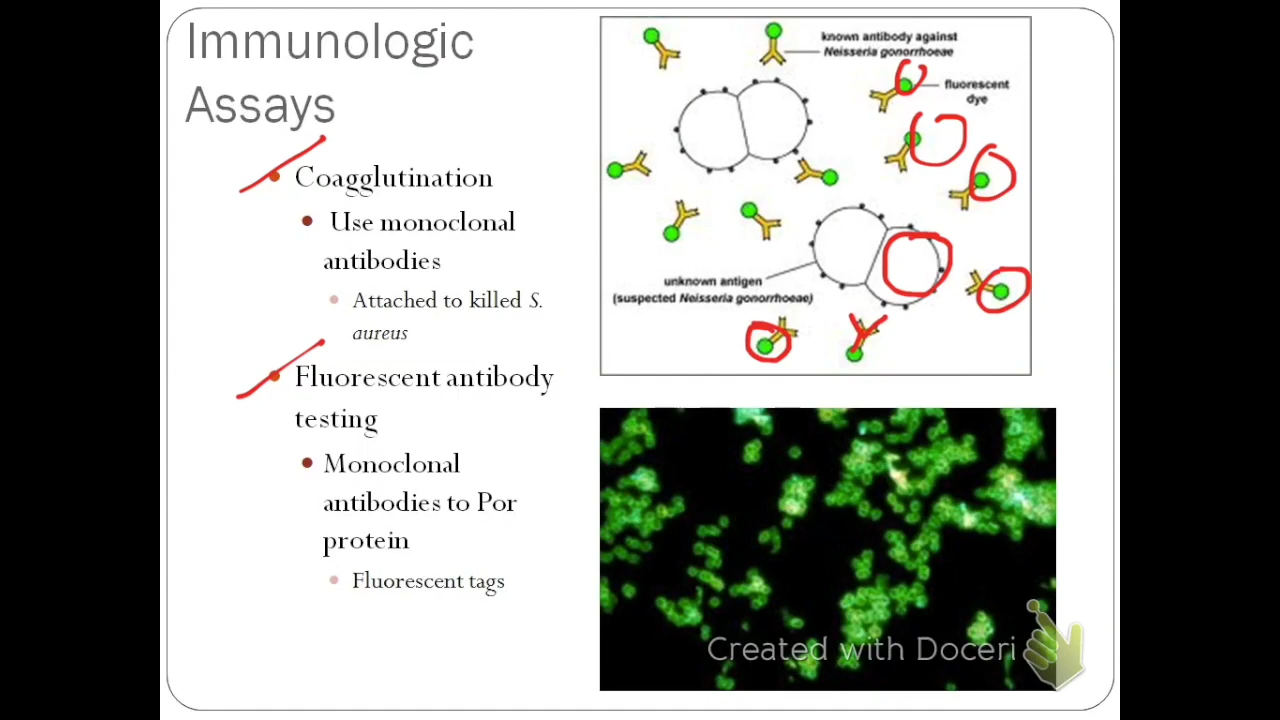 Immunologic
Assays
Coagglutination
Use monoclonal
antibodies
Attached to killed S.
aureus
Fluorescent antibody
testing
Monoclonal
antibodies to Por
protein
Fluorescent tags
known antibody against
Neisseria gonorrhoeae
fluorescent
dye
unknown antigen
(suspected Neisseria gonorrhoeae)
Created with Doceri